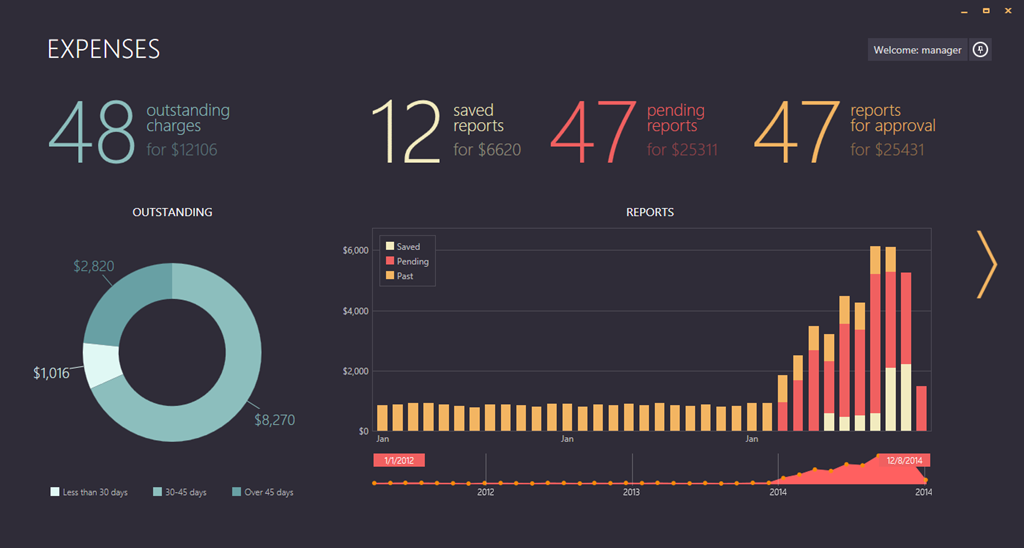 EXPENSES
Welcome: manager
48
outstanding
charges
for $12106
12
saved
reports
for $6620
47
pending
reports
for $25311
47
reports
for approval
for $25431
OUTSTANDING
$2,820
$1,016
$8,270
Less than 30 days
30-45 days
Over 45 days
REPORTS
$6,000
$4,000
$2,000
$0
Saved
Pending
Past
Jan
Jan
Jan
1/1/2012
12/8/2014
2012
2013
2014
2014